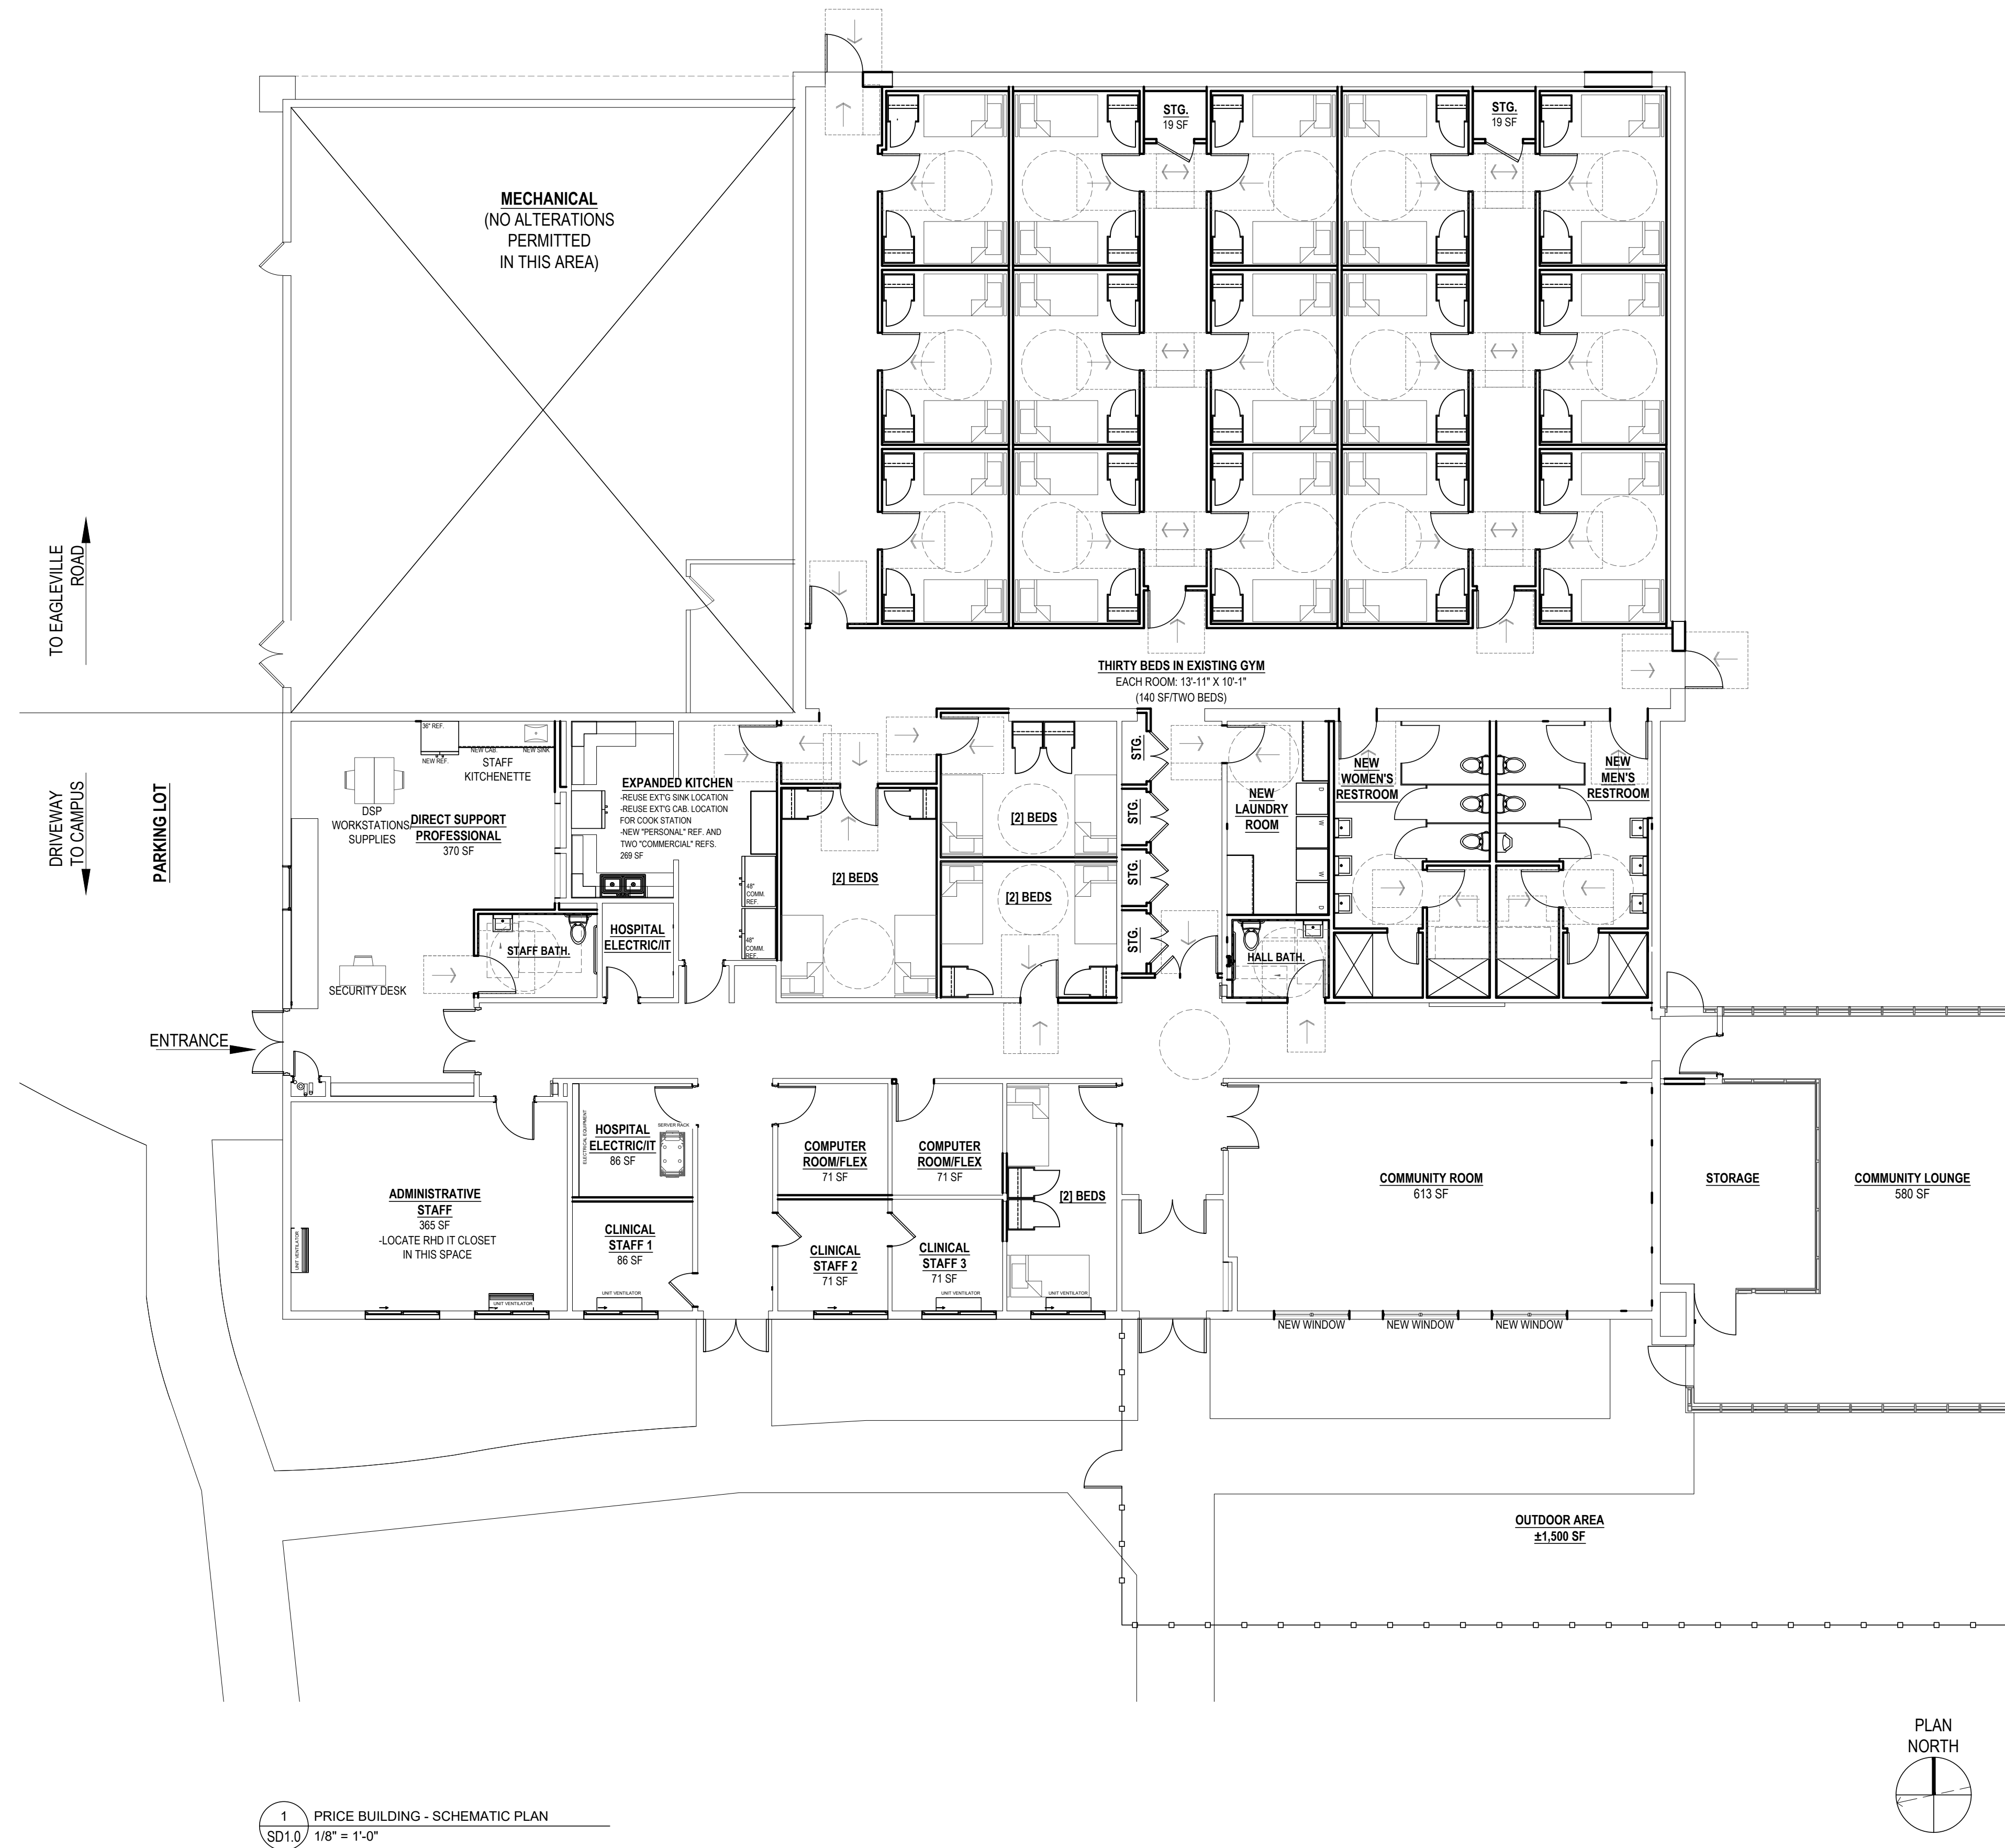 STG.
19 SF
STG.
19 SF
MECHANICAL
(NO ALTERATIONS
PERMITTED
IN THIS AREA)
TO EAGLEVILLE
ROAD
THIRTY BEDS IN EXISTING GYM
EACH ROOM: 13'-11" X 10'-1"
(140 SF/TWO BEDS)
DRIVEWAY
TO CAMPUS
PARKING LOT
36" REF.
NEW REF.
NEW CAB.
NEW SINK
STAFF
KITCHENETTE
DSP
WORKSTATIONS/
SUPPLIES
DIRECT SUPPORT
PROFESSIONAL
370 SF
EXPANDED KITCHEN
-REUSE EXT'G SINK LOCATION
-REUSE EXT'G CAB. LOCATION
FOR COOK STATION
-NEW "PERSONAL" REF. AND
TWO "COMMERCIAL" REFS.
269 SF
48"
COMM.
REF.
48"
COMM.
REF.
[2] BEDS
[2] BEDS
[2] BEDS
STG.
STG.
STG.
STG.
NEW
LAUNDRY
ROOM
D
W
W
D
NEW
WOMEN'S
RESTROOM
NEW
MEN'S
RESTROOM
STAFF BATH.
HOSPITAL
ELECTRIC/IT
HALL BATH.
SECURITY DESK
ENTRANCE
ADMINISTRATIVE
STAFF
365 SF
-LOCATE RHD IT CLOSET
IN THIS SPACE
UNIT VENTILATOR
UNIT VENTILATOR
ELECTRICAL EQUIPMENT
HOSPITAL
ELECTRIC/IT
86 SF
SERVER RACK
CLINICAL
STAFF 1
86 SF
UNIT VENTILATOR
COMPUTER
ROOM/FLEX
71 SF
COMPUTER
ROOM/FLEX
71 SF
CLINICAL
STAFF 2
71 SF
CLINICAL
STAFF 3
71 SF
UNIT VENTILATOR
[2] BEDS
UNIT VENTILATOR
COMMUNITY ROOM
613 SF
NEW WINDOW
NEW WINDOW
NEW WINDOW
STORAGE
COMMUNITY LOUNGE
580 SF
OUTDOOR AREA
±1,500 SF
PLAN
NORTH
1
SD1.0
PRICE BUILDING - SCHEMATIC PLAN
1/8" = 1'-0"